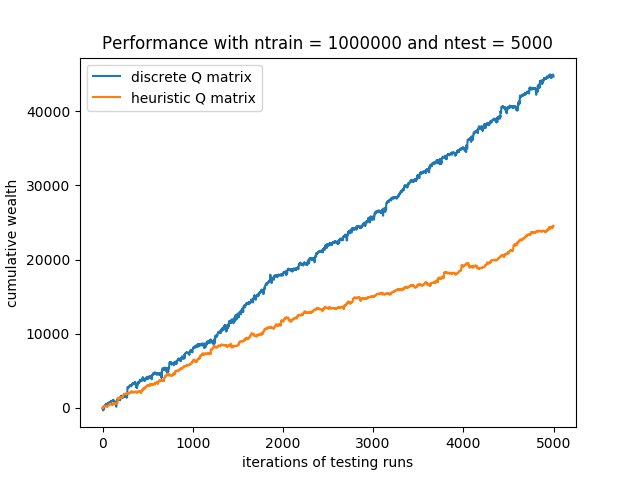 Performance with ntrain = 1000000 and ntest = 5000
discrete Q matrix
heuristic Q matrix
cumulative wealth
40000
30000
20000
10000
0
0 1000 2000 3000 4000 5000
iterations of testing runs